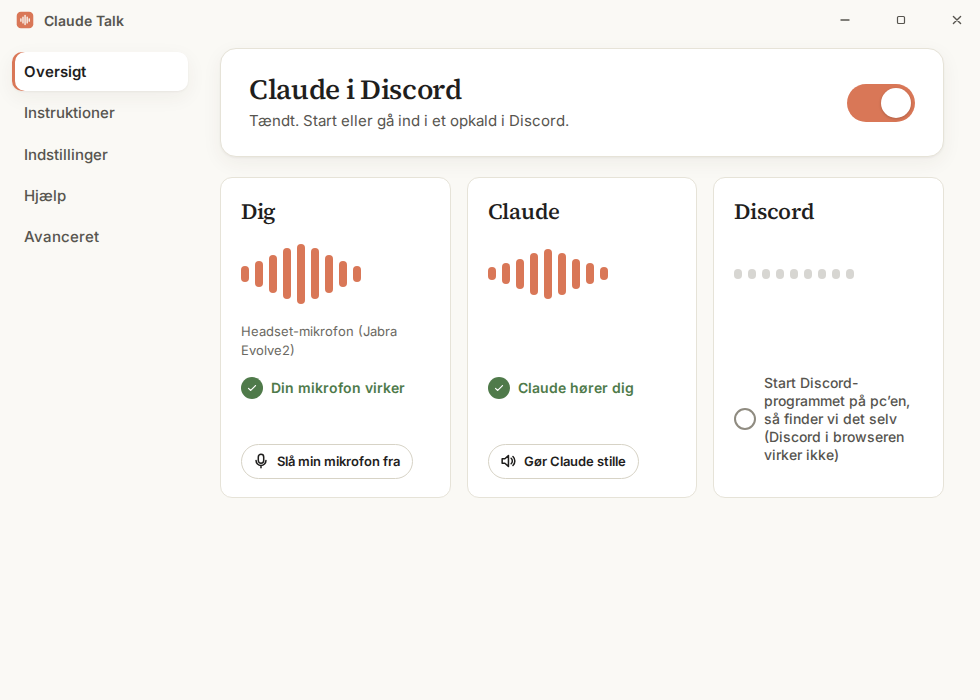 Claude Talk
Oversigt
Instruktioner
Indstillinger
Hjælp
Avanceret
Claude i Discord
Tændt. Start eller gå ind i et opkald i Discord.
Dig
Headset-mikrofon (Jabra
Evolve2)
Din mikrofon virker
Slå min mikrofon fra
Claude
Claude hører dig
Gør Claude stille
Discord
Start Discord-
programmet på pc’en,
så finder vi det selv
(Discord i browseren
virker ikke)